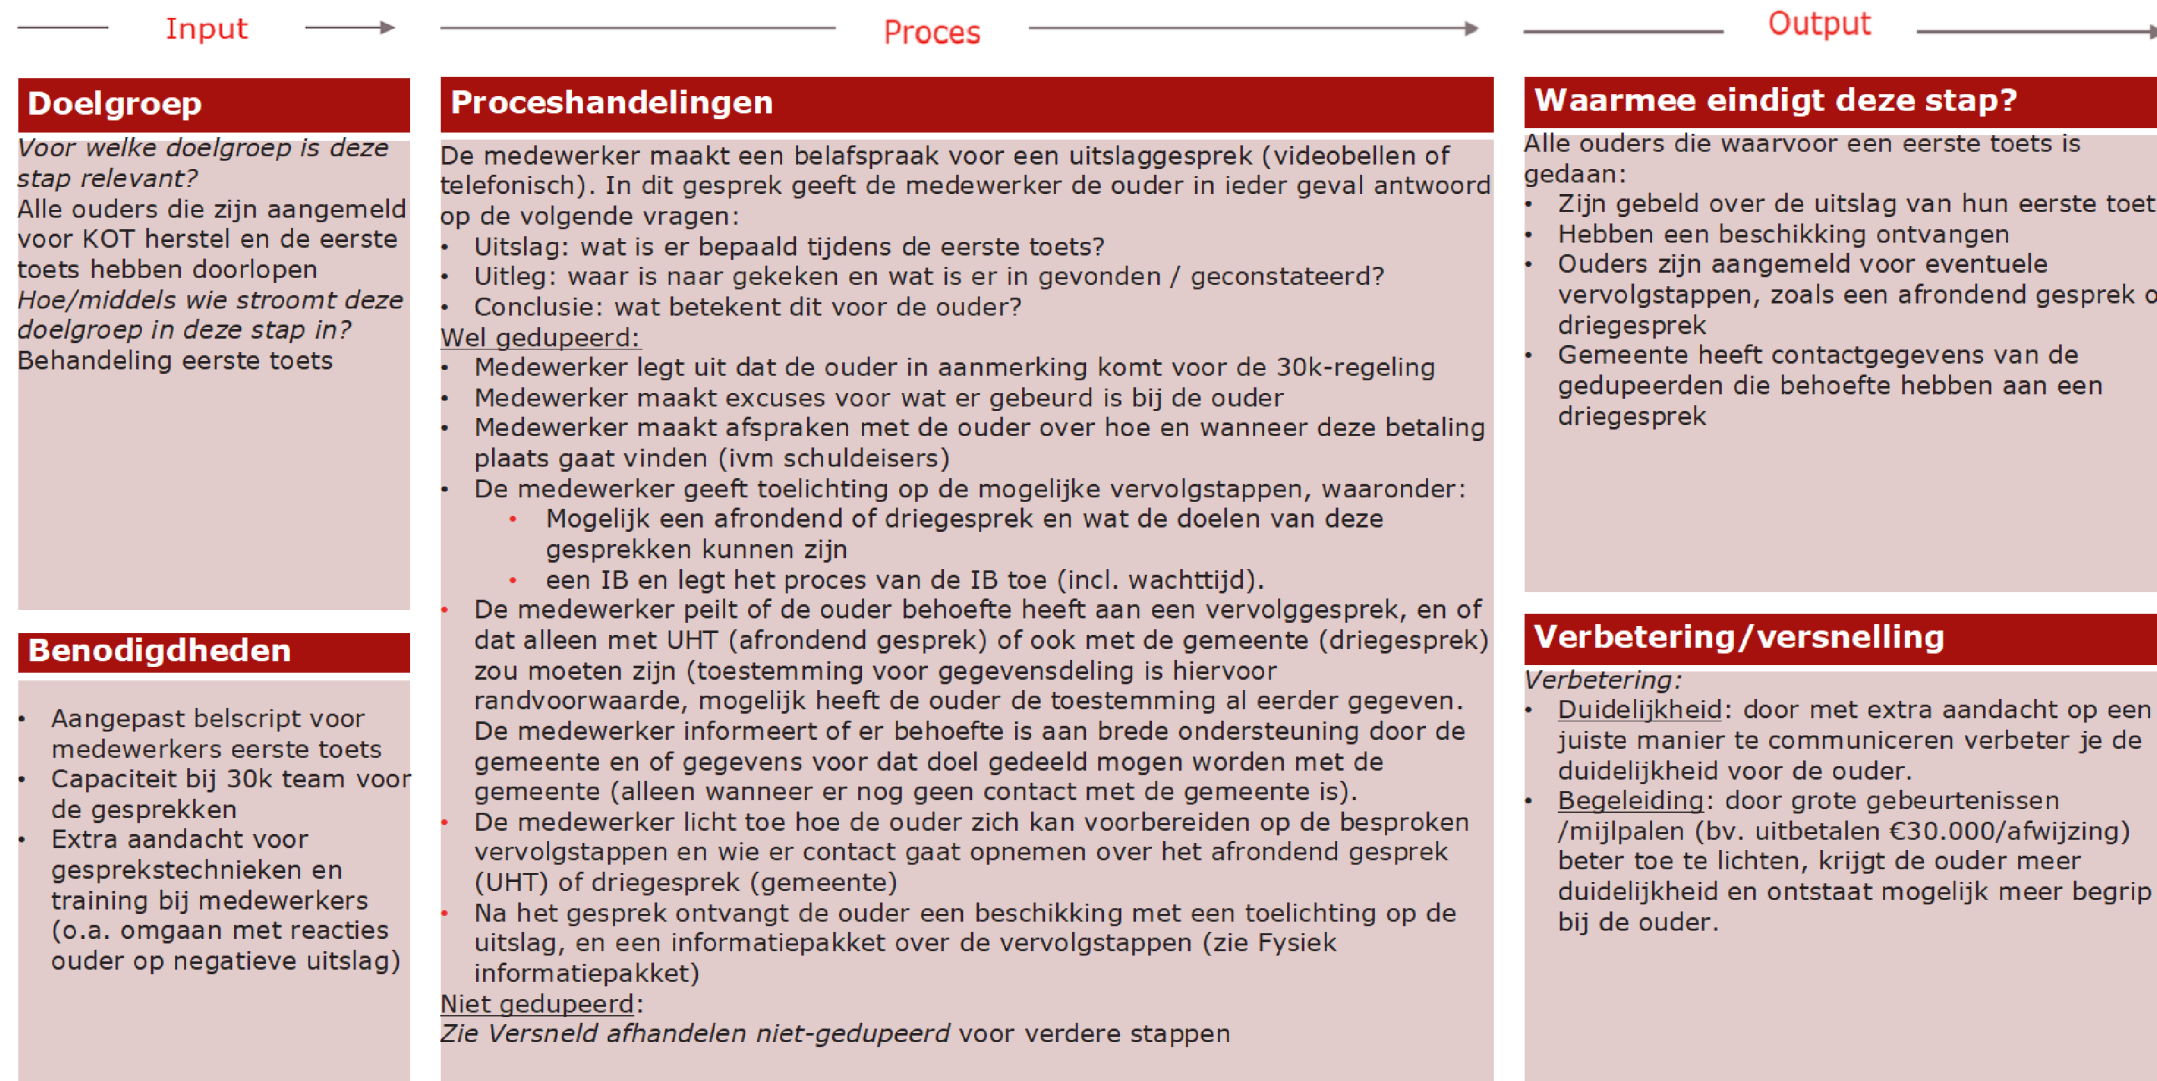 Input
Doelgroep
Voor welke doelgroep is deze
stap relevant?
Alle ouders die zijn aangemeld
voor KOT herstel en de eerste
toets hebben doorlopen
Hoe/middels wie stroomt deze
doelgroep in deze stap in?
Behandeling eerste toets
Benodigdheden
• Aangepast belscript voor
medewerkers eerste toets
• Capaciteit bij 30k team voor
de gesprekken
• Extra aandacht voor
gesprekstechnieken en
training bij medewerkers
(o.a. omgaan met reacties
ouder op negatieve uitslag)
Proces
Proceshandelingen
De medewerker maakt een belafspraak voor een uitslaggesprek (videobellen of
telefonisch). In dit gesprek geeft de medewerker de ouder in ieder geval antwoord
op de volgende vragen:
• Uitslag: wat is er bepaald tijdens de eerste toets?
• Uitleg: waar is naar gekeken en wat is er in gevonden / geconstateerd?
• Conclusie: wat betekent dit voor de ouder?
Wel gedupeerd:
• Medewerker legt uit dat de ouder in aanmerking komt voor de 30k-regeling
• Medewerker maakt excuses voor wat er gebeurd is bij de ouder
• Medewerker maakt afspraken met de ouder over hoe en wanneer deze betaling
plaats gaat vinden (ivm schuldeisers)
• De medewerker geeft toelichting op de mogelijke vervolgstappen, waaronder:
• Mogelijk een afrondend of driegesprek en wat de doelen van deze
gesprekken kunnen zijn
• een IB en legt het proces van de IB toe (incl. wachttijd).
• De medewerker peilt of de ouder behoefte heeft aan een vervolggesprek, en of
dat alleen met UHT (afrondend gesprek) of ook met de gemeente (driegesprek)
zou moeten zijn (toestemming voor gegevensdeling is hiervoor
randvoorwaarde, mogelijk heeft de ouder de toestemming al eerder gegeven.
De medewerker informeert of er behoefte is aan brede ondersteuning door de
gemeente en of gegevens voor dat doel gedeeld mogen worden met de
gemeente (alleen wanneer er nog geen contact met de gemeente is).
• De medewerker licht toe hoe de ouder zich kan voorbereiden op de besproken
vervolgstappen en wie er contact gaat opnemen over het afrondend gesprek
(UHT) of driegesprek (gemeente)
• Na het gesprek ontvangt de ouder een beschikking met een toelichting op de
uitslag, en een informatiepakket over de vervolgstappen (zie Fysiek
informatiepakket)
Niet gedupeerd:
Zie Versneld afhandelen niet-gedupeerd voor verdere stappen
Output
Waarmee eindigt deze stap?
Alle ouders die waarvoor een eerste toets is
gedaan:
• Zijn gebeld over de uitslag van hun eerste toet
• Hebben een beschikking ontvangen
• Ouders zijn aangemeld voor eventuele
vervolgstappen, zoals een afrondend gesprek o
driegesprek
• Gemeente heeft contactgegevens van de
gedupeerden die behoefte hebben aan een
driegesprek
Verbetering/versnelling
Verbetering:
• Duidelijkheid: door met extra aandacht op een
juiste manier te communiceren verbeter je de
duidelijkheid voor de ouder.
• Begeleiding: door grote gebeurtenissen
/mijlpalen (bv. uitbetalen €30.000/afwijzing)
beter toe te lichten, krijgt de ouder meer
duidelijkheid en ontstaat mogelijk meer begrip
bij de ouder.